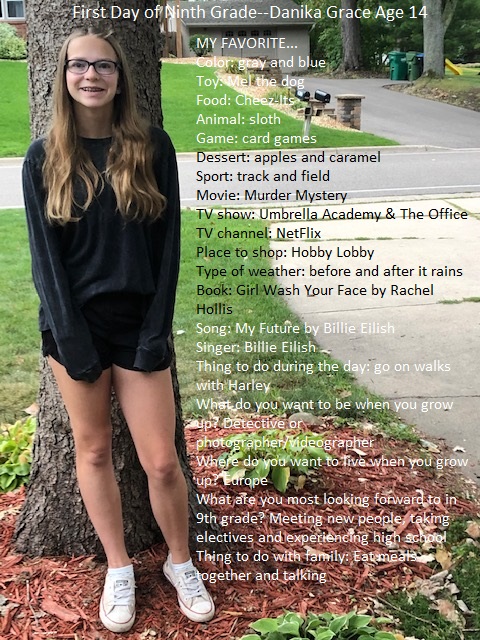 First Day of Ninth Grade--Danika Grace Age 14
MY FAVORITE...
Color: gray and blue
Toy: Mel the dog
Food: Cheez-Its
Animal: sloth
Game: card games
Dessert: apples and caramel
Sport: track and field
Movie: Murder Mystery
TV show: Umbrella Academy & The Office
TV channel: NetFlix
Place to shop: Hobby Lobby
Type of weather: before and after it rains
Book: Girl Wash Your Face by Rachel
Hollis
Song: My Future by Billie Eilish
Singer: Billie Eilish
Thing to do during the day: go on walks
with Harley
What do you want to be when you grow
up? Detective or
photographer/videographer
Where do you want to live when you grow
up? Europe
What are you most looking forward to in
9th grade? Meeting new people, taking
electives and experiencing high school
Thing to do with family: Eat meals
together and talking